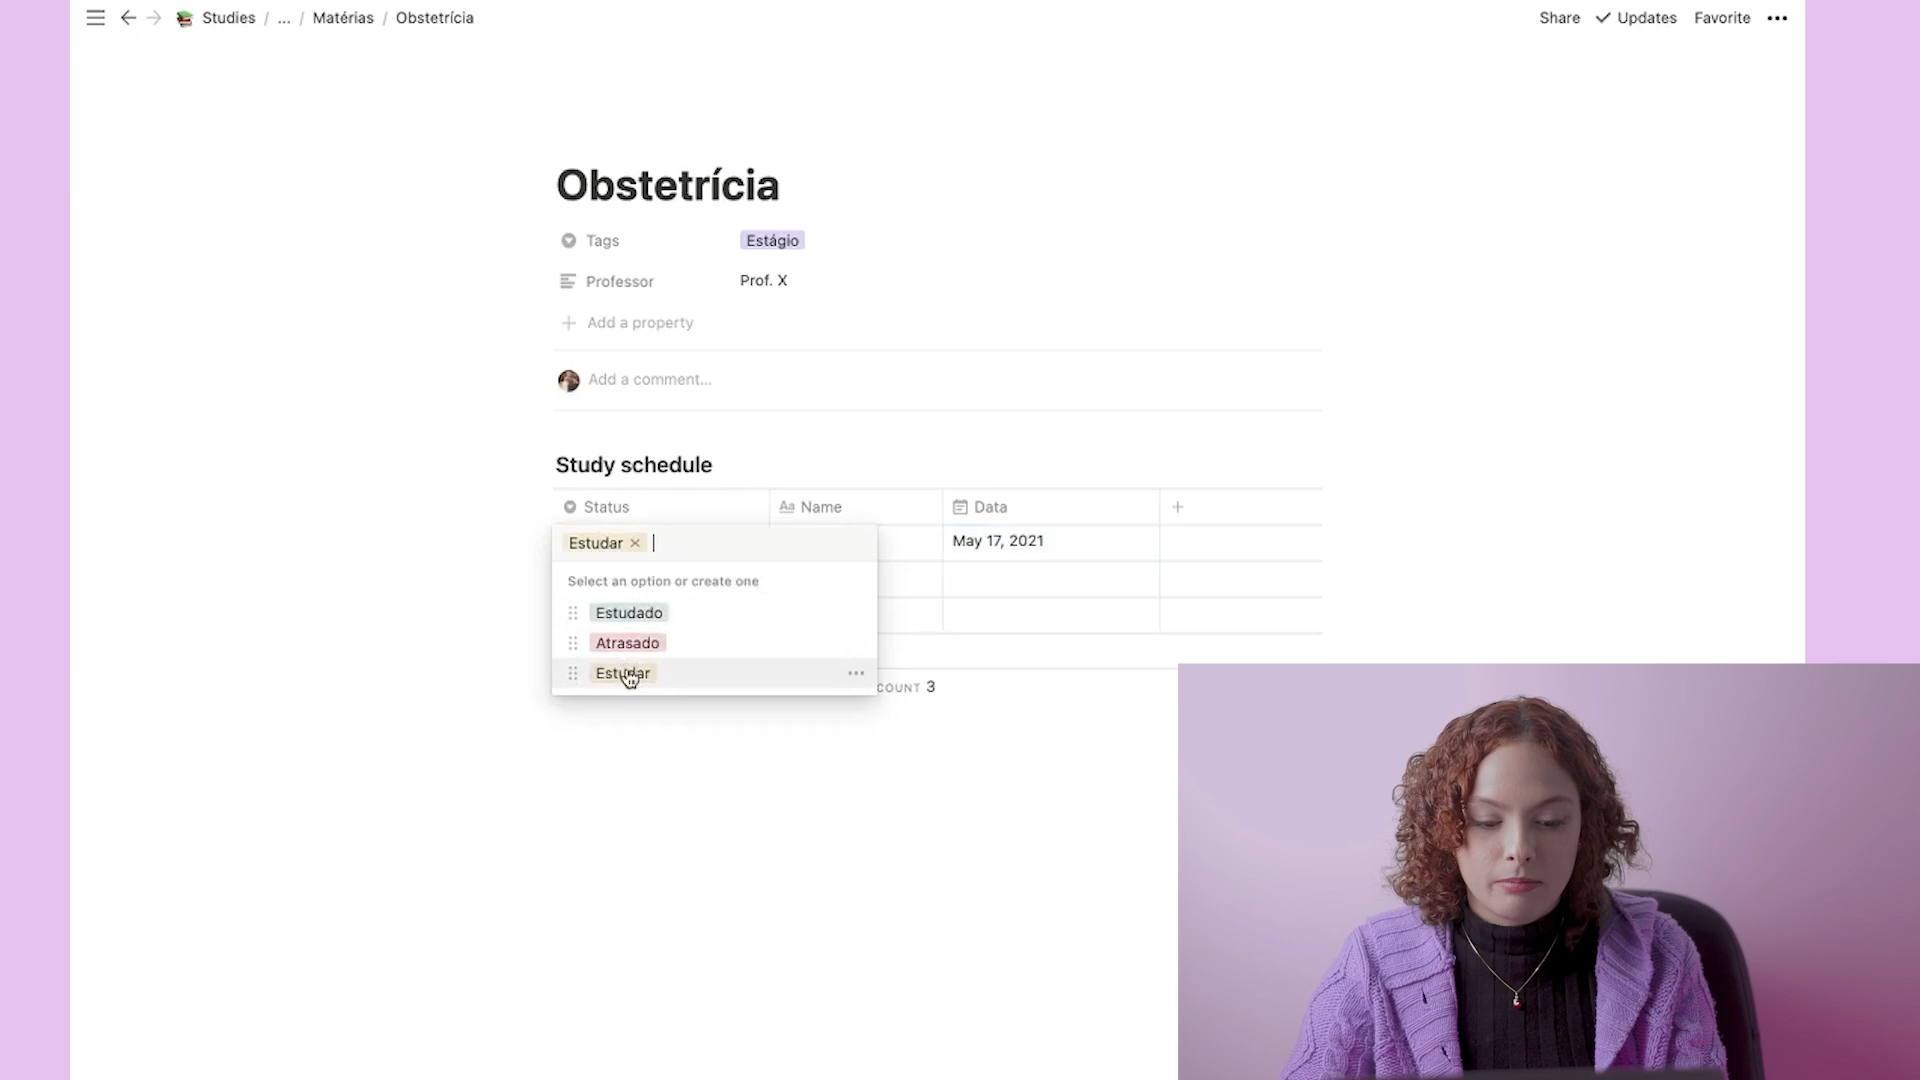 Studies / ... / Matérias / Obstetrícia
Share Updates Favorite •••
Obstetrícia
Tags Estágio
Professor Prof. X
Add a property
Add a comment...
Study schedule
Status Aa Name Data +
Estudar × May 17, 2021
Select an option or create one
Estudado
Atrasado
Estudar •••
COUNT 3